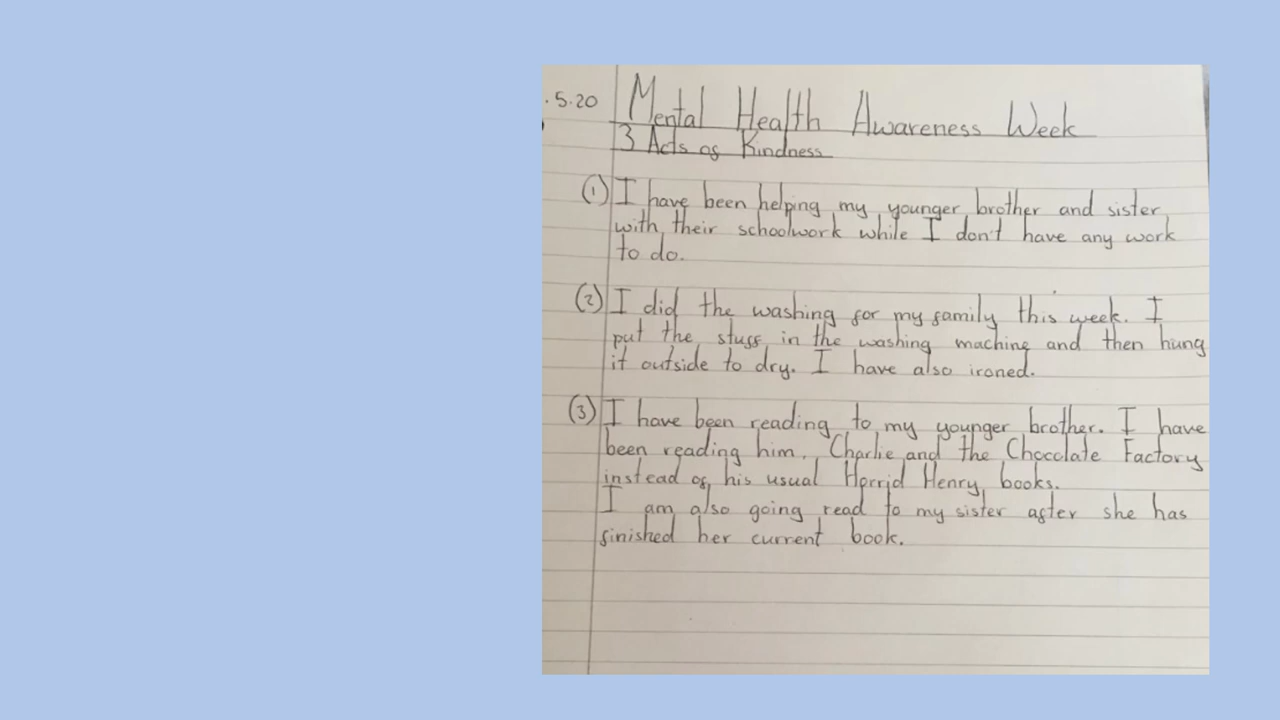 .5.20 Mental Health Awareness Week
3 Acts of Kindness
(1) I have been helping my younger brother and sister
with their schoolwork while I don't have any work
to do.
(2) I did the washing for my family this week. I
put the stuff in the washing machine and then hung
it outside to dry. I have also ironed.
(3) I have been reading to my younger brother. I have
been reading him, Charlie and the Chocolate Factory
instead of his usual Horrid Henry books.
I am also going read to my sister after she has
finished her current book.